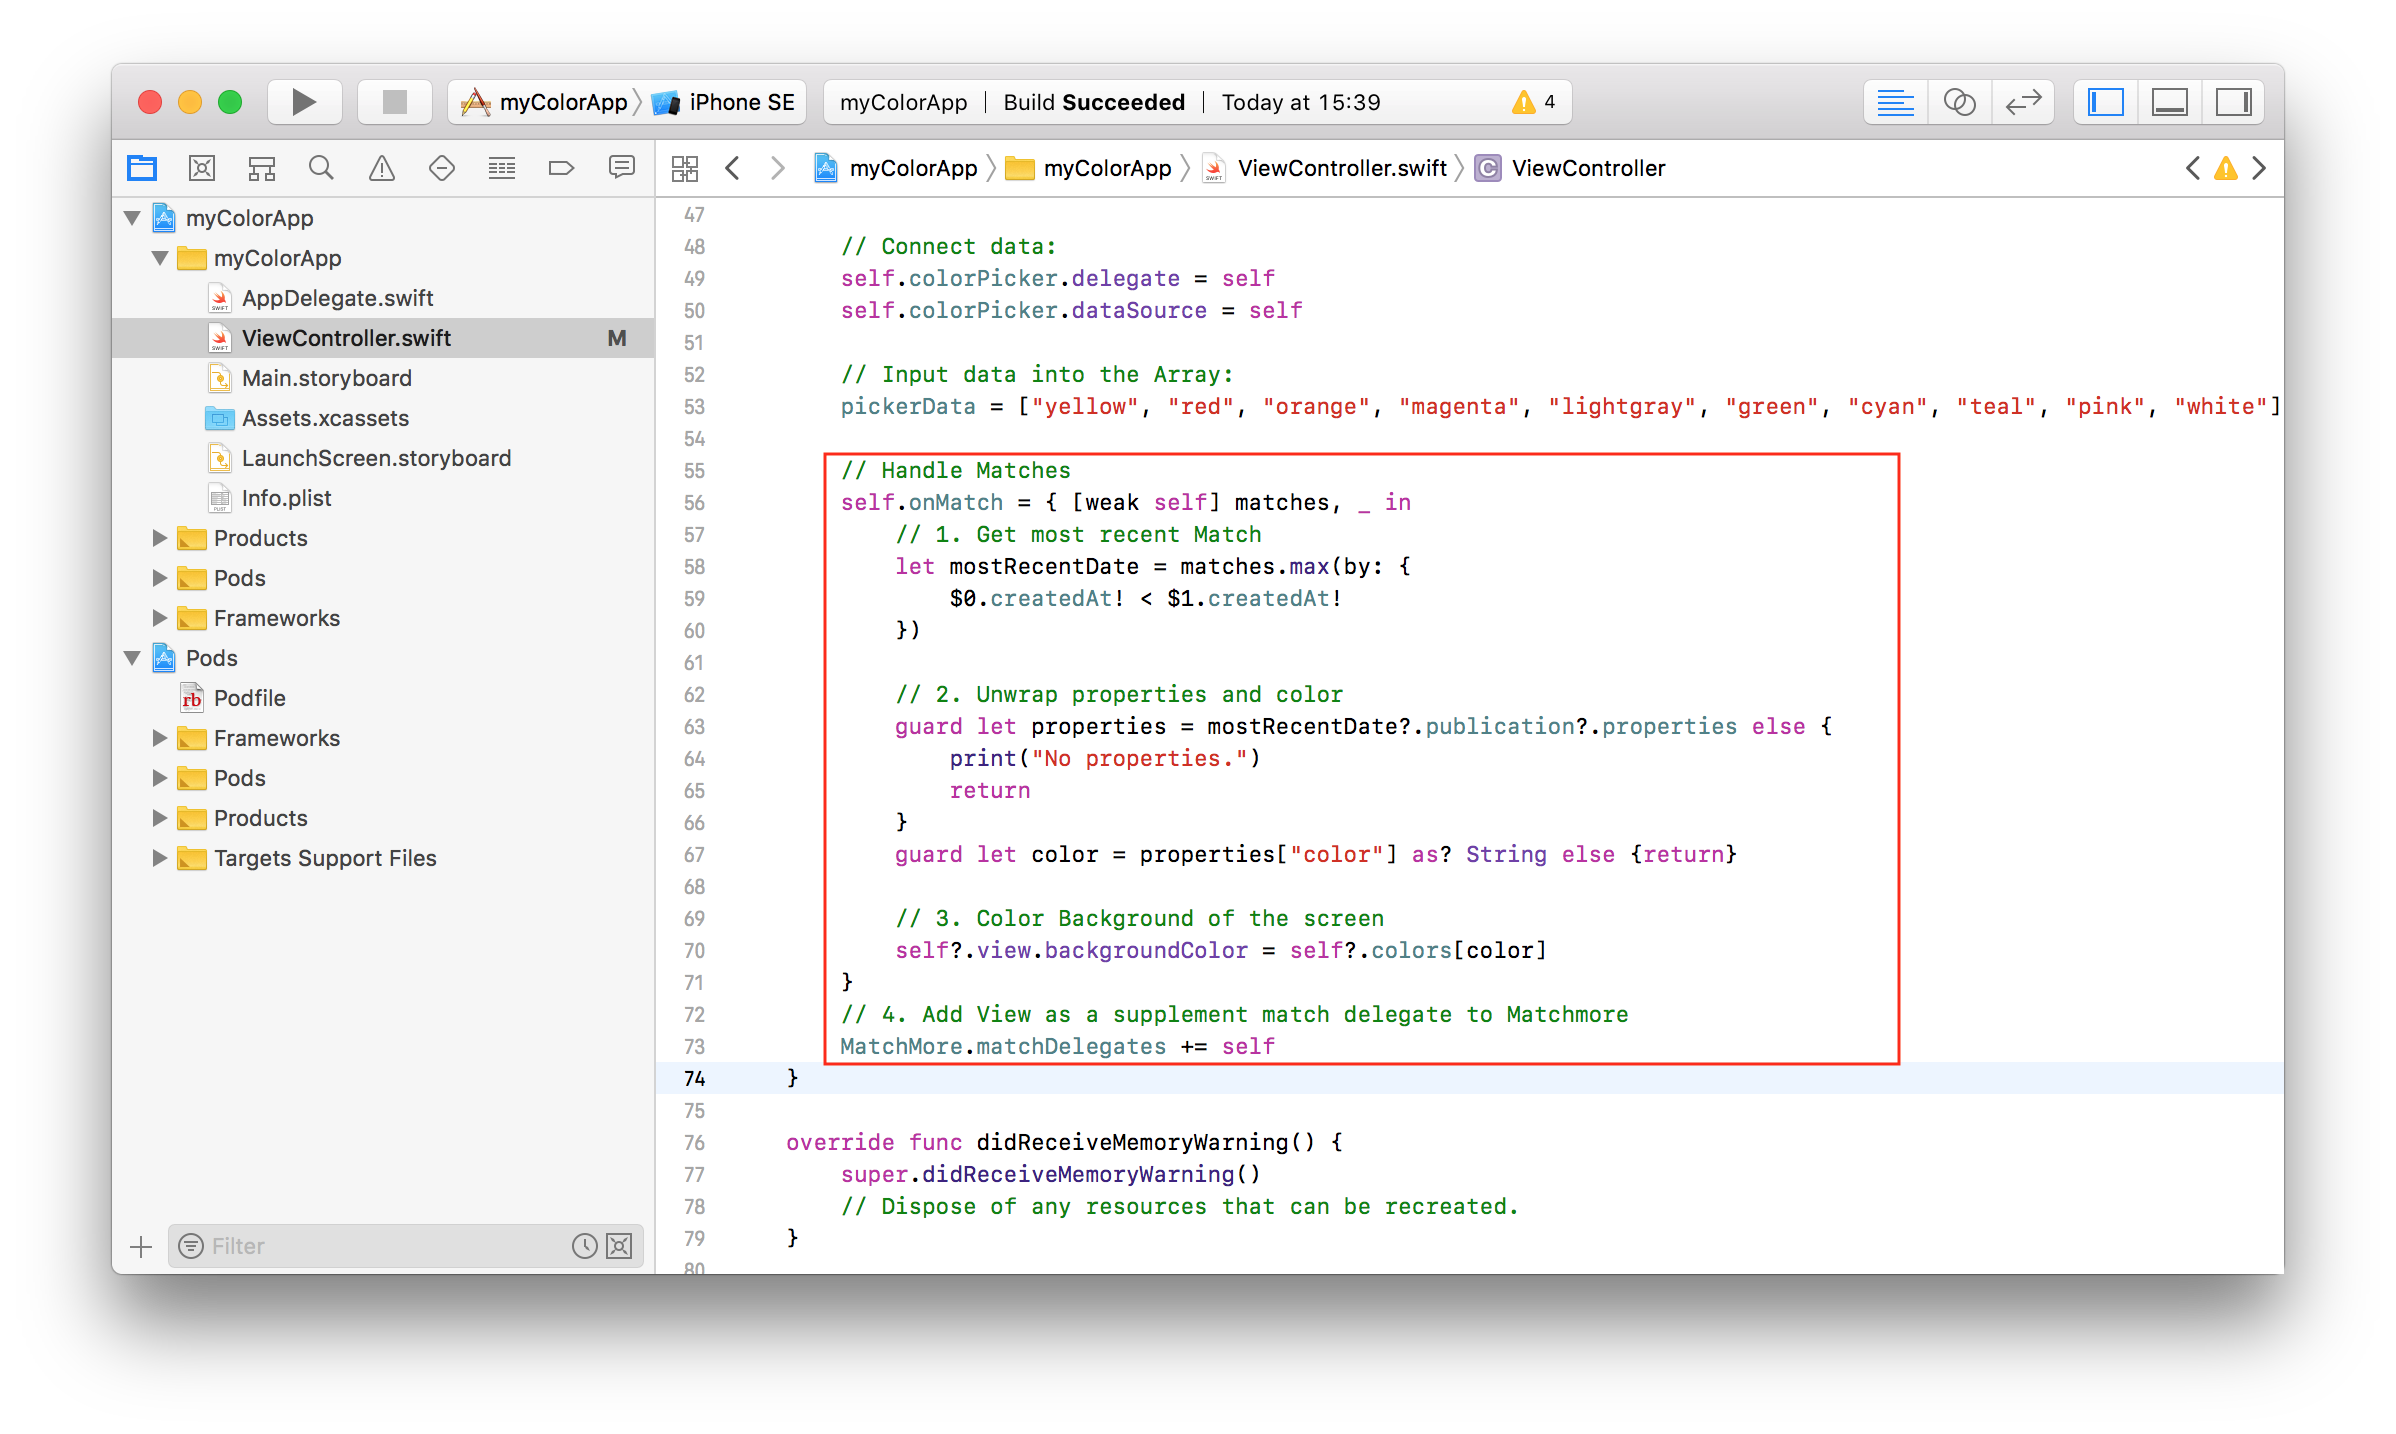 myColorApp iPhone SE myColorApp Build Succeeded Today at 15:39 4
myColorApp myColorApp ViewController.swift C ViewController
myColorApp
myColorApp
AppDelegate.swift
ViewController.swift M
Main.storyboard
Assets.xcassets
LaunchScreen.storyboard
Info.plist
Products
Pods
Frameworks
Pods
rb Podfile
Frameworks
Pods
Products
Targets Support Files
Filter
47
48 // Connect data:
49 self.colorPicker.delegate = self
50 self.colorPicker.dataSource = self
51
52 // Input data into the Array:
53 pickerData = ["yellow", "red", "orange", "magenta", "lightgray", "green", "cyan", "teal", "pink", "white"]
54
55 // Handle Matches
56 self.onMatch = { [weak self] matches, _ in
57 // 1. Get most recent Match
58 let mostRecentDate = matches.max(by: {
59 $0.createdAt! < $1.createdAt!
60 })
61
62 // 2. Unwrap properties and color
63 guard let properties = mostRecentDate?.publication?.properties else {
64 print("No properties.")
65 return
66 }
67 guard let color = properties["color"] as? String else {return}
68
69 // 3. Color Background of the screen
70 self?.view.backgroundColor = self?.colors[color]
71 }
72 // 4. Add View as a supplement match delegate to Matchmore
73 MatchMore.matchDelegates += self
74 }
75
76 override func didReceiveMemoryWarning() {
77 super.didReceiveMemoryWarning()
78 // Dispose of any resources that can be recreated.
79 }
80